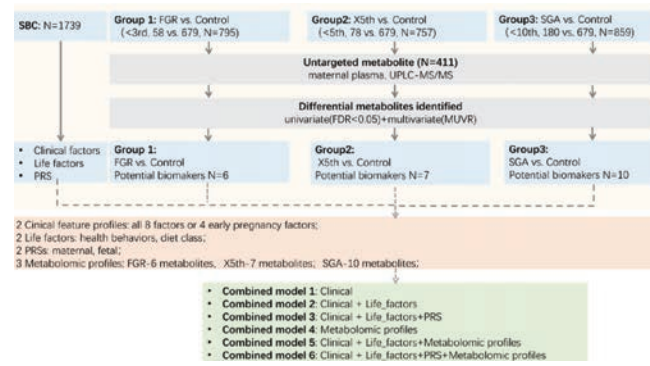 SBC: N=1739
Group 1: FGR vs. Control
(<3rd, 58 vs. 679, N=795)
Group2: X5th vs. Control
(<5th, 78 vs. 679, N=757)
Group3: SGA vs. Control
(<10th, 180 vs. 679, N=859)
Untargeted metabolite (N=411)
maternal plasma, UPLC-MS/MS
Differential metabolites identified
univariate(FDR<0.05)+multivariate(MUVR)
• Clinical factors
• Life factors
• PRS
Group 1:
FGR vs. Control
Potential biomakers N=6
Group2:
X5th vs. Control
Potential biomakers N=7
Group3:
SGA vs. Control
Potential biomakers N=10
2 Clinical feature profiles: all 8 factors or 4 early pregnancy factors;
2 Life factors: health behaviors, diet class;
2 PRSs: maternal, fetal;
3 Metabolomic profiles: FGR-6 metabolites、X5th-7 metabolites; SGA-10 metabolites;
• Combined model 1: Clinical
• Combined model 2: Clinical + Life_factors
• Combined model 3: Clinical + Life_factors+PRS
• Combined model 4: Metabolomic profiles
• Combined model 5: Clinical + Life_factors+Metabolomic profiles
• Combined model 6: Clinical + Life_factors+PRS+Metabolomic profiles